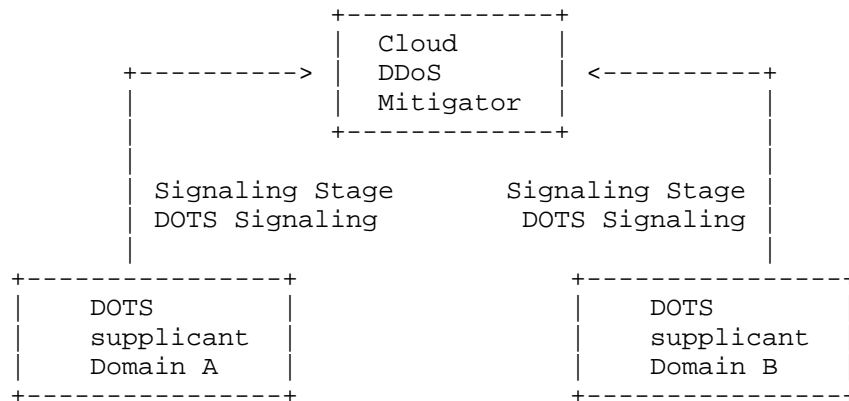 Cloud
DDoS
Mitigator
Signaling Stage
DOTS Signaling
Signaling Stage
DOTS Signaling
DOTS
supplicant
Domain A
DOTS
supplicant
Domain B